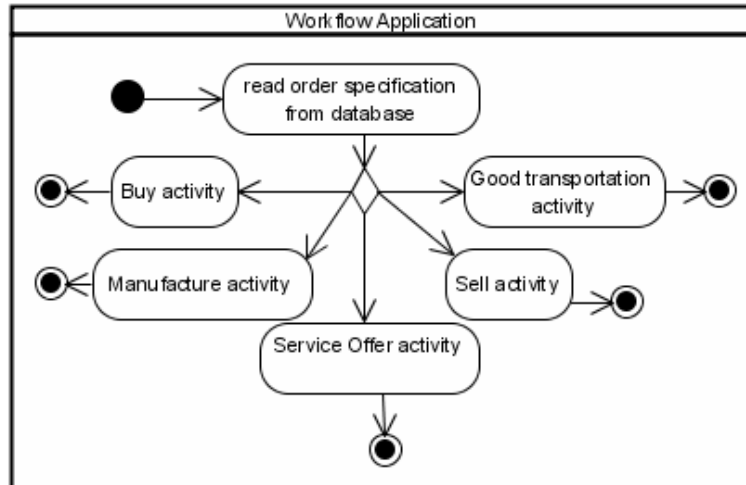 Workflow Application
read order specification
from database
Buy activity
Good transportation
activity
Manufacture activity
Sell activity
Service Offer activity